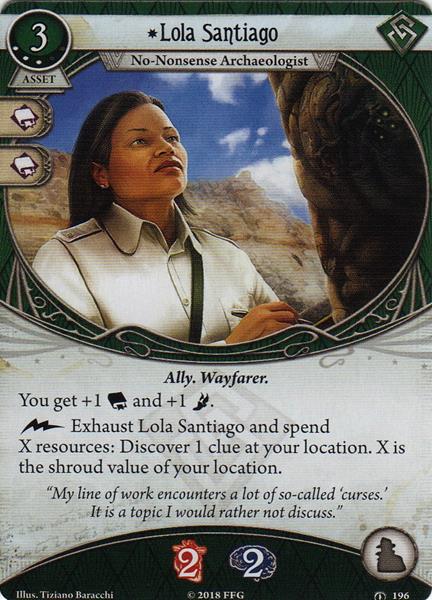 3
*Lola Santiago
ASSET
No-Nonsense Archaeologist
Ally. Wayfarer.
You get +1 and +1 .
Exhaust Lola Santiago and spend
X resources: Discover 1 clue at your location. X is
the shroud value of your location.
“My line of work encounters a lot of so-called ‘curses.’
It is a topic I would rather not discuss.”
2 2
Illus. Tiziano Baracchi © 2018 FFG 196